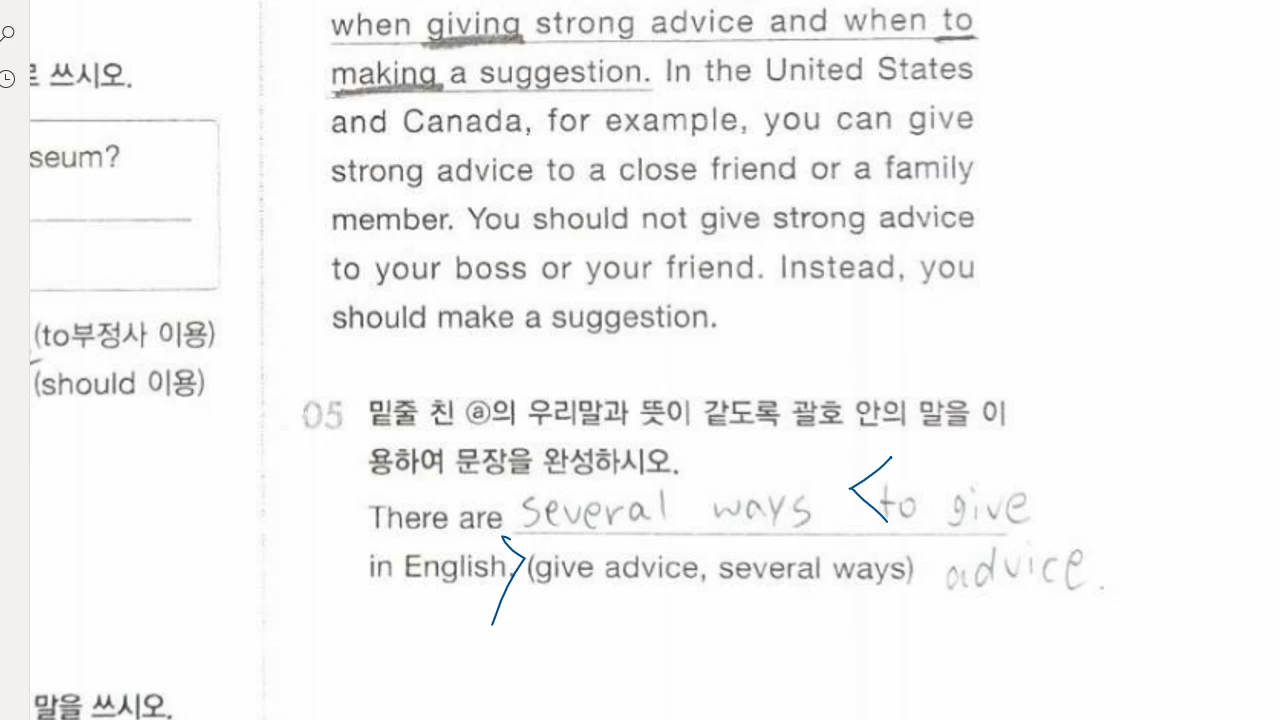 when giving strong advice and when to
making a suggestion. In the United States
and Canada, for example, you can give
strong advice to a close friend or a family
member. You should not give strong advice
to your boss or your friend. Instead, you
should make a suggestion.
05 밑줄 친 ⓐ의 우리말과 뜻이 같도록 괄호 안의 말을 이
용하여 문장을 완성하시오.
There are several ways to give
in English. (give advice, several ways) advice.
쓰시오.
seum?
(to부정사 이용)
(should 이용)
말을 쓰시오.